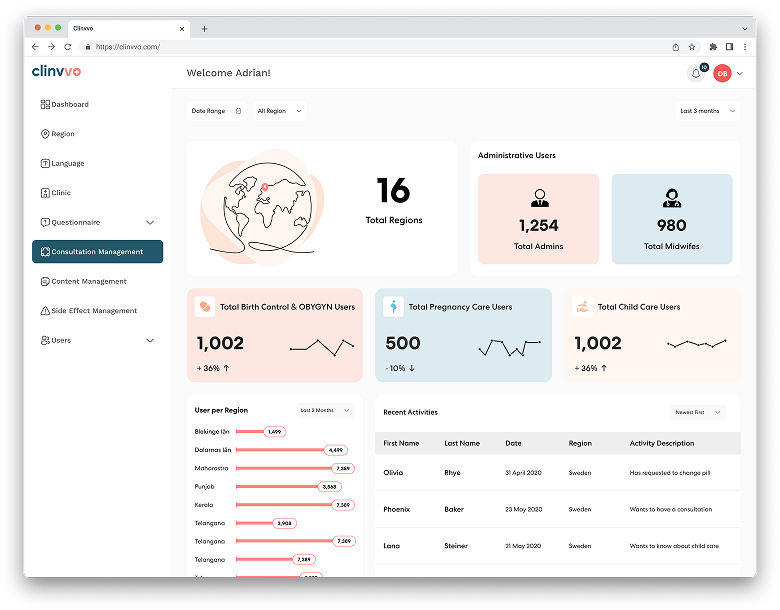 Clinvvo
https://clinvvo.com/
clinvvo
Welcome Adrian!
10
DB
Dashboard
Region
Language
Clinic
Questionnaire
Consultation Management
Content Management
Side Effect Management
Users
Date Range
All Region
Last 3 months
16
Total Regions
Administrative Users
1,254
Total Admins
980
Total Midwifes
Total Birth Control & OBYGYN Users
1,002
+ 36% ↑
Total Pregnancy Care Users
500
- 10% ↓
Total Child Care Users
1,002
+ 36% ↑
User per Region
Last 3 Months
Blekinge län 1,499
Dalarnas län 4,499
Maharastra 7,389
Punjab 3,563
Kerala 7,389
Telangana 2,908
Telangana 7,389
Telangana 7,389
Recent Activities
Newest First
First Name Last Name Date Region Activity Description
Olivia Rhye 31 April 2020 Sweden Has requested to change pill
Phoenix Baker 23 May 2020 Sweden Wants to have a consultation
Lana Steiner 21 May 2020 Sweden Wants to know about child care